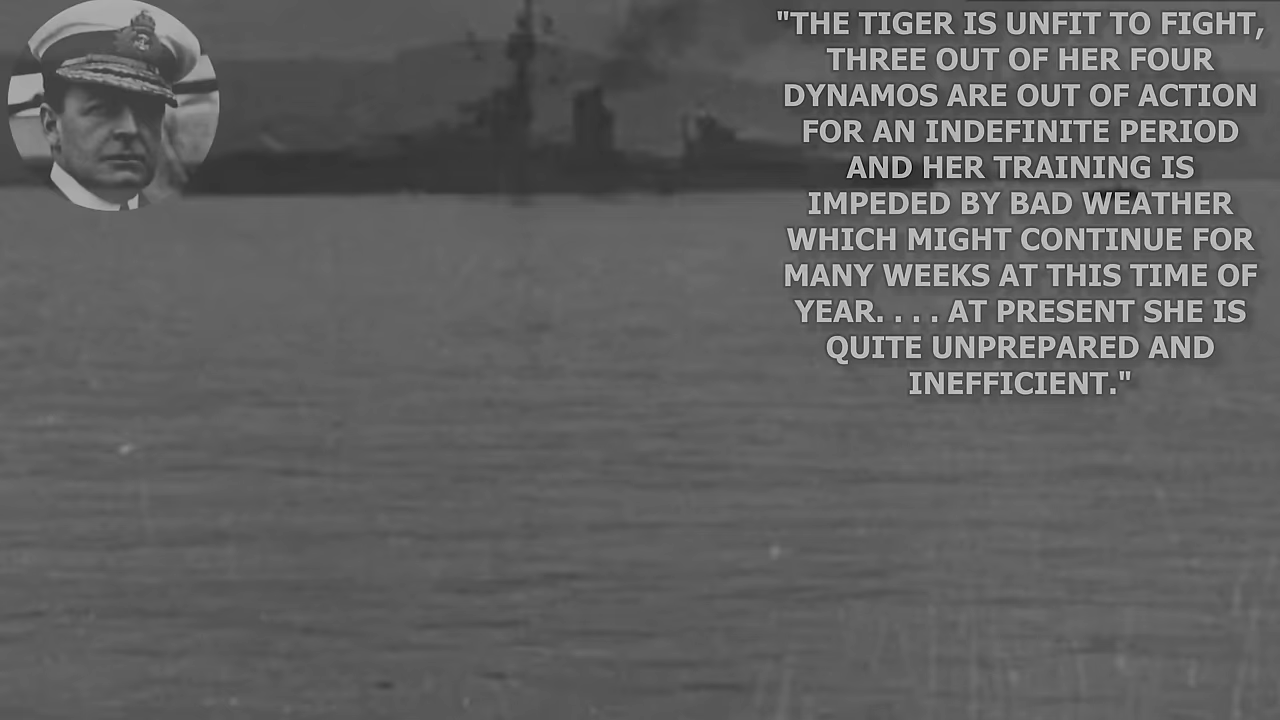 "THE TIGER IS UNFIT TO FIGHT,
THREE OUT OF HER FOUR
DYNAMOS ARE OUT OF ACTION
FOR AN INDEFINITE PERIOD
AND HER TRAINING IS
IMPEDED BY BAD WEATHER
WHICH MIGHT CONTINUE FOR
MANY WEEKS AT THIS TIME OF
YEAR. . . . AT PRESENT SHE IS
QUITE UNPREPARED AND
INEFFICIENT."